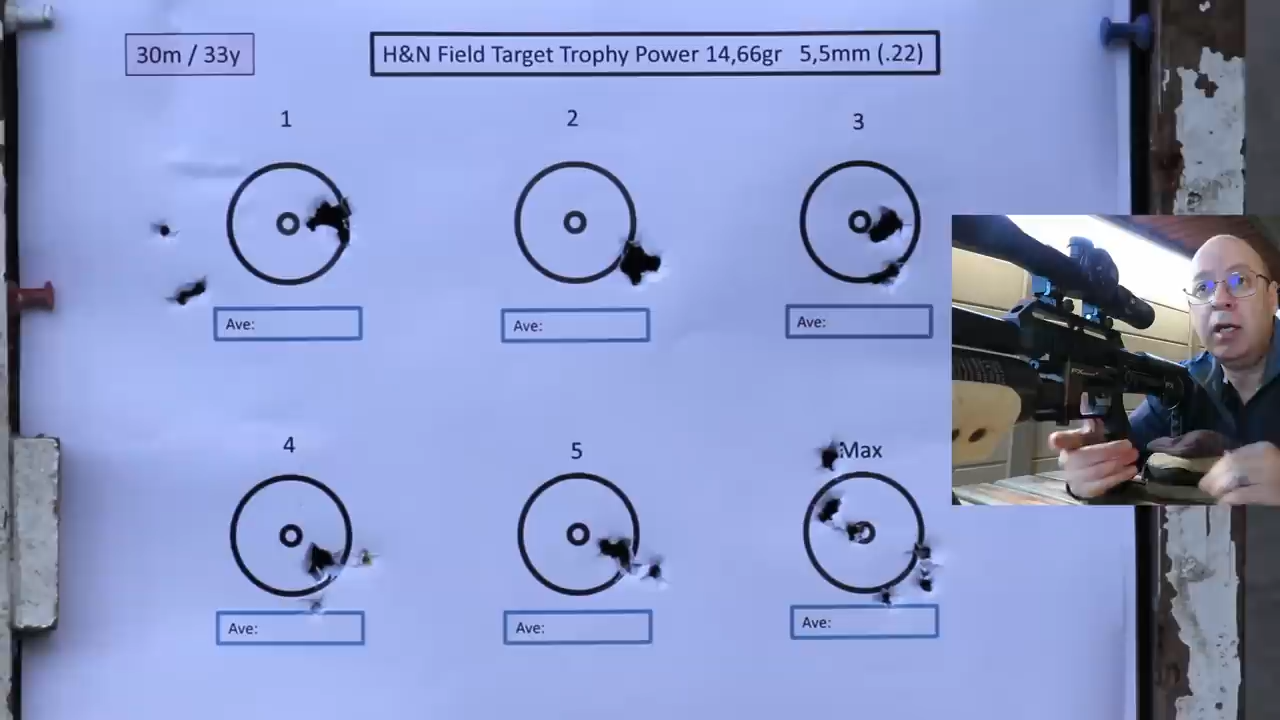 30m / 33y
H&N Field Target Trophy Power 14,66gr 5,5mm (.22)
1
2
3
Ave:
Ave:
Ave:
4
5
Max
Ave:
Ave:
Ave: